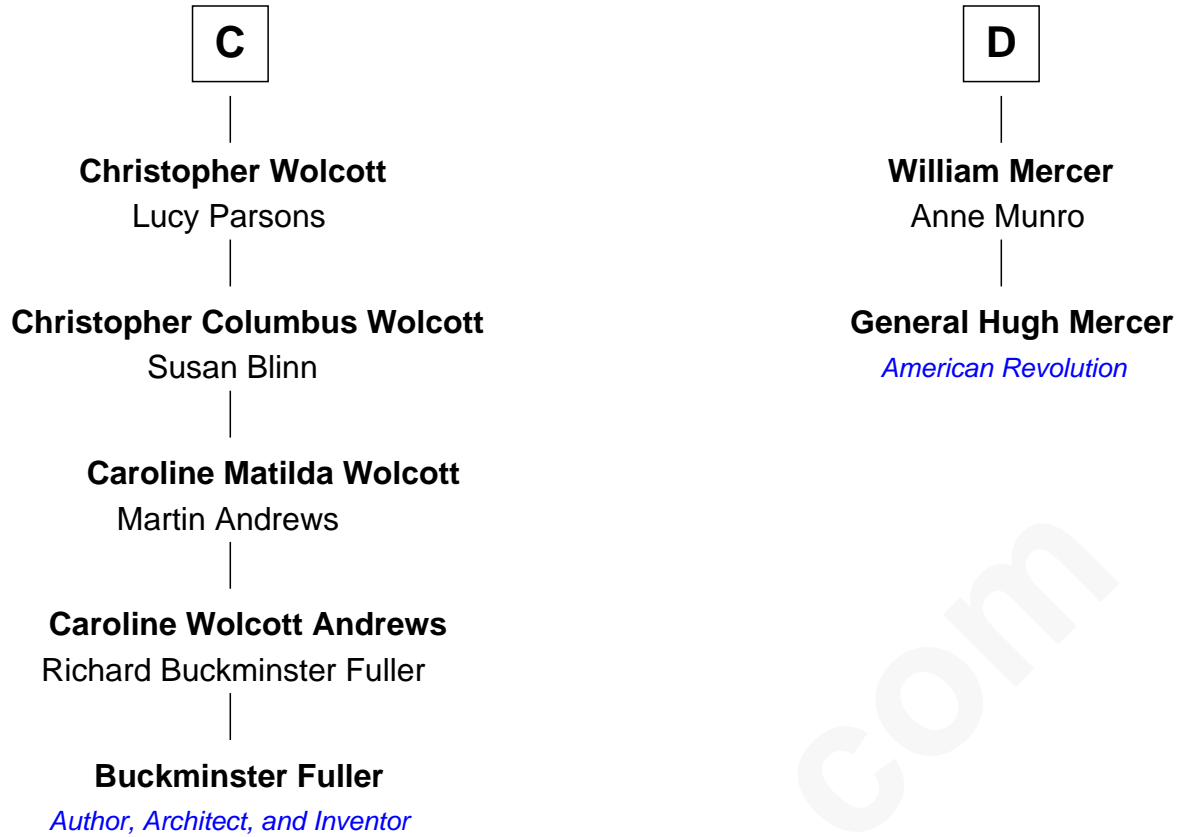 C
Christopher Wolcott
Lucy Parsons
Christopher Columbus Wolcott
Susan Blinn
Caroline Matilda Wolcott
Martin Andrews
Caroline Wolcott Andrews
Richard Buckminster Fuller
Buckminster Fuller
Author, Architect, and Inventor
D
William Mercer
Anne Munro
General Hugh Mercer
American Revolution
com